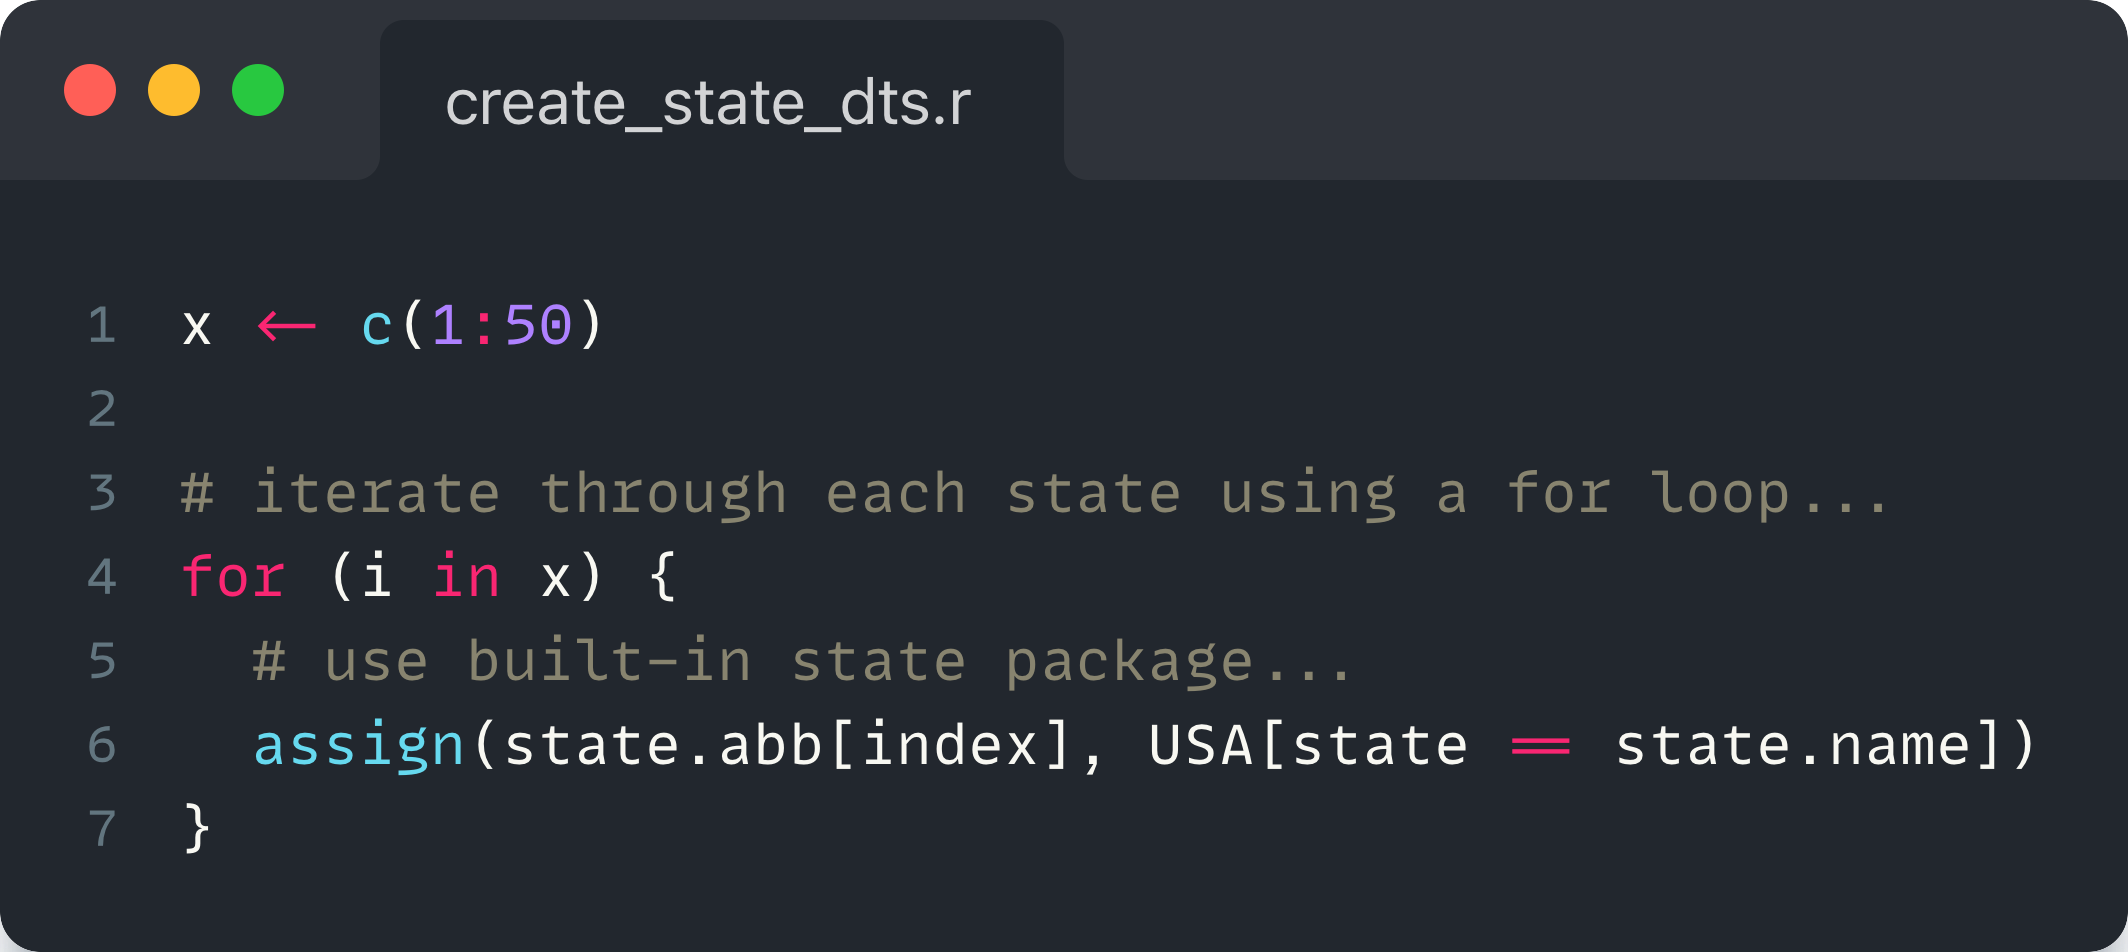 create_state_dts.r
1 x <- c(1:50)
2
3 # iterate through each state using a for loop...
4 for (i in x) {
5   # use built-in state package...
6   assign(state.abb[index], USA[state == state.name])
7 }